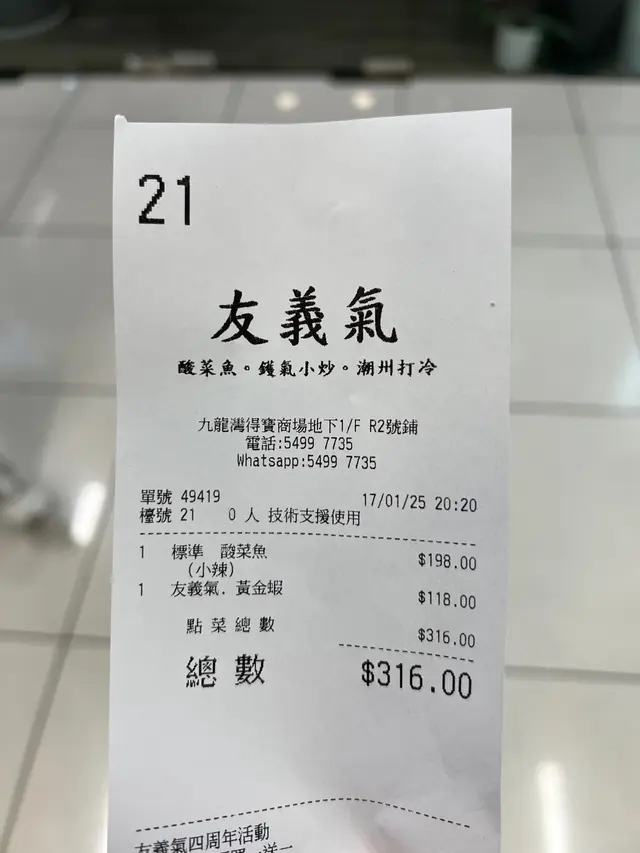 21
友義氣
酸菜魚。鑊氣小炒。潮州打冷
九龍灣得寶商場地下1/F R2號鋪
電話:5499 7735
Whatsapp:5499 7735
單號 49419 17/01/25 20:20
檯號 21 0 人 技術支援使用
1 標準 酸菜魚 $198.00
(小辣)
1 友義氣. 黃金蝦 $118.00
點菜總數 $316.00
總數 $316.00
友義氣四周年活動